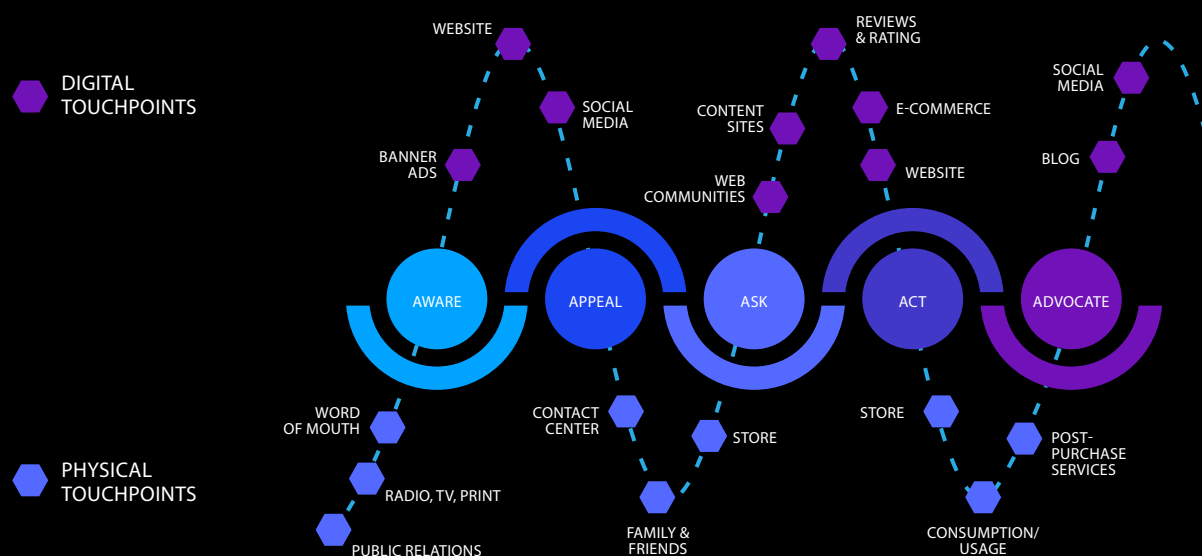 DIGITAL
TOUCHPOINTS
WEBSITE
SOCIAL
MEDIA
BANNER
ADS
REVIEWS
& RATING
CONTENT
SITES
E-COMMERCE
WEB
COMMUNITIES
WEBSITE
SOCIAL
MEDIA
BLOG
AWARE
APPEAL
ASK
ACT
ADVOCATE
PHYSICAL
TOUCHPOINTS
WORD
OF MOUTH
RADIO, TV, PRINT
PUBLIC RELATIONS
CONTACT
CENTER
FAMILY &
FRIENDS
STORE
STORE
CONSUMPTION/
USAGE
POST-
PURCHASE
SERVICES